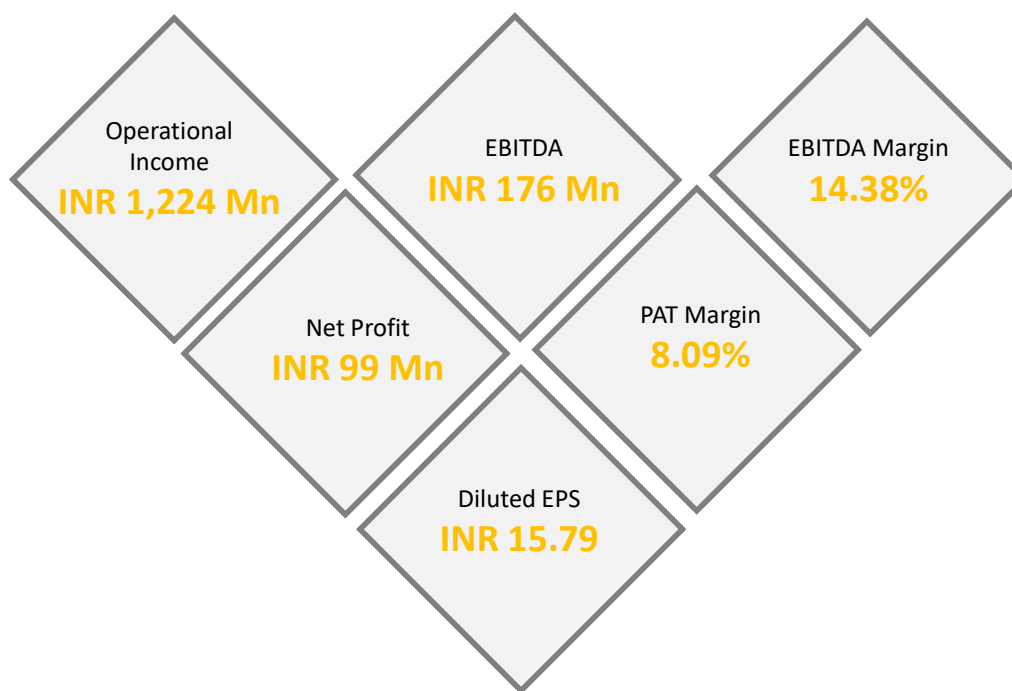 Operational
Income
INR 1,224 Mn
EBITDA
INR 176 Mn
EBITDA Margin
14.38%
Net Profit
INR 99 Mn
PAT Margin
8.09%
Diluted EPS
INR 15.79